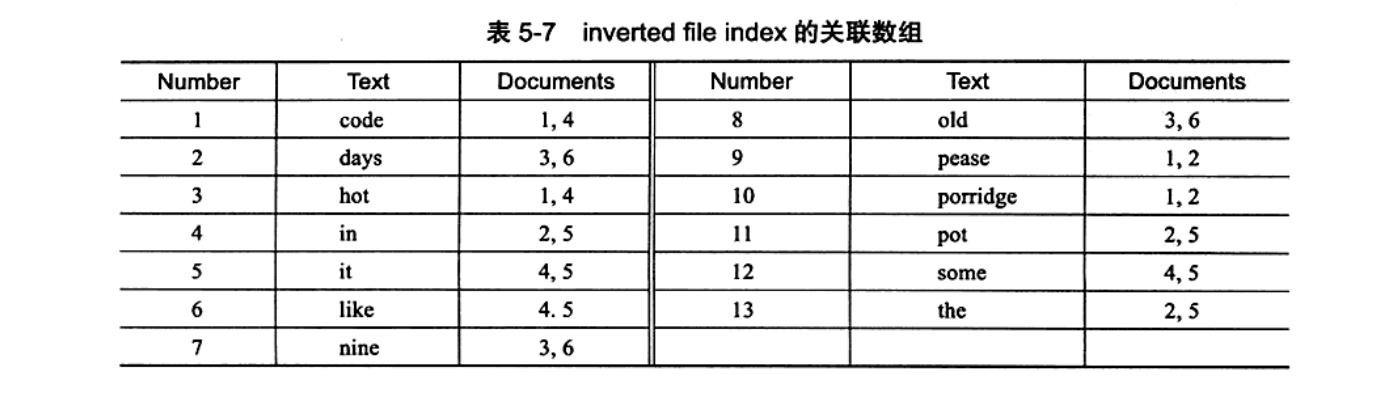 表 5-7 inverted file index 的关联数组
Number Text Documents Number Text Documents
1 code 1, 4 8 old 3, 6
2 days 3, 6 9 pease 1, 2
3 hot 1, 4 10 porridge 1, 2
4 in 2, 5 11 pot 2, 5
5 it 4, 5 12 some 4, 5
6 like 4. 5 13 the 2, 5
7 nine 3, 6